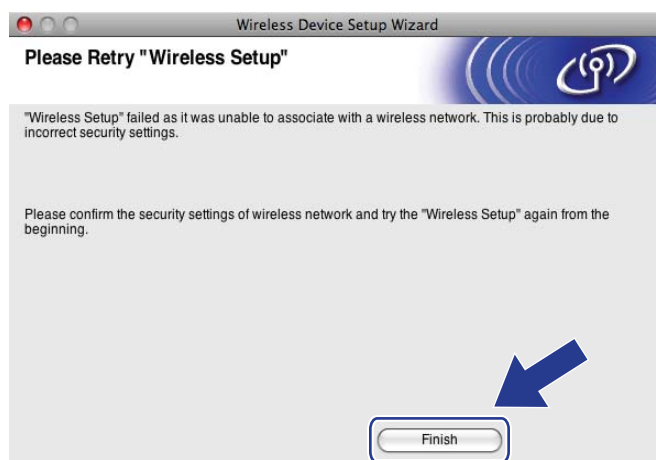 Wireless Device Setup Wizard
Please Retry "Wireless Setup"
"Wireless Setup" failed as it was unable to associate with a wireless network. This is probably due to
incorrect security settings.
Please confirm the security settings of wireless network and try the "Wireless Setup" again from the
beginning.
Finish